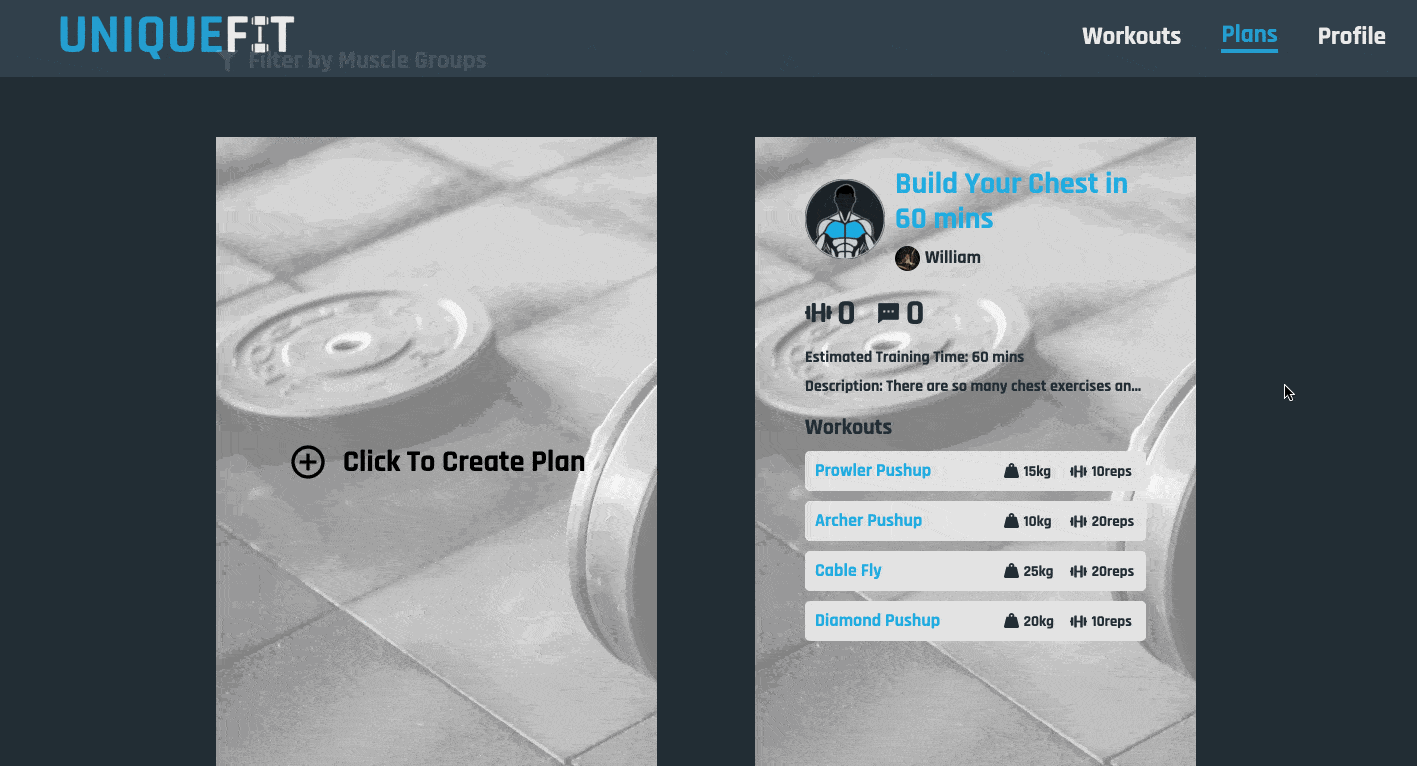 UNIQUEFIT
Workouts
Plans
Profile
Filter by Muscle Groups
Click To Create Plan
Build Your Chest in
60 mins
William
0
0
Estimated Training Time: 60 mins
Description: There are so many chest exercises an...
Workouts
Prowler Pushup 15kg 10reps
Archer Pushup 10kg 20reps
Cable Fly 25kg 20reps
Diamond Pushup 20kg 10reps